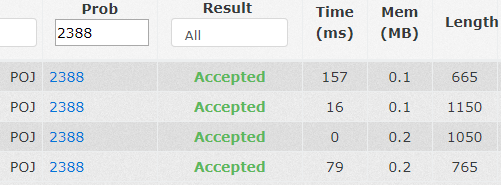 Prob Result Time (ms) Mem (MB) Length
2388 All
POJ 2388 Accepted 157 0.1 665
POJ 2388 Accepted 16 0.1 1150
POJ 2388 Accepted 0 0.2 1050
POJ 2388 Accepted 79 0.2 765